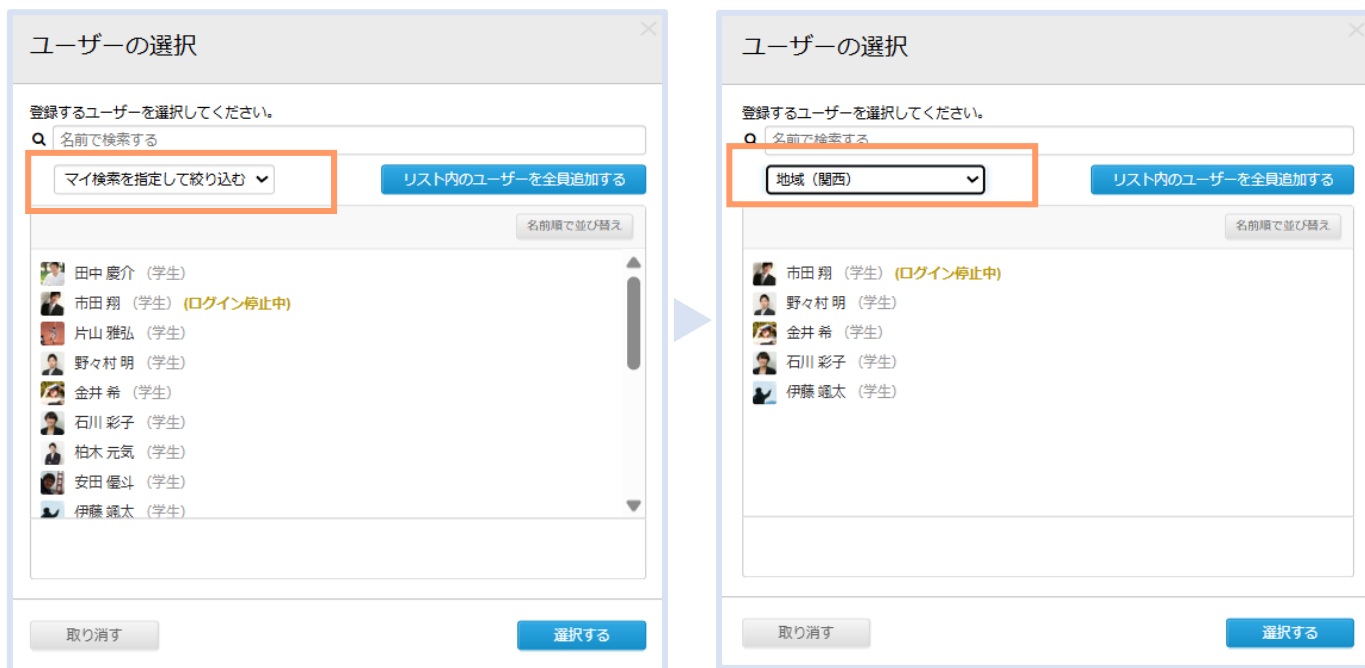 ユーザーの選択
登録するユーザーを選択してください。
名前で検索する
マイ検索を指定して絞り込む
リスト内のユーザーを全員追加する
名前順で並び替え
田中 慶介 （学生）
市田 翔 （学生） (ログイン停止中)
片山 雅弘 （学生）
野々村 明 （学生）
金井 希 （学生）
石川 彩子 （学生）
柏木 元気 （学生）
安田 優斗 （学生）
伊藤 颯太 （学生）
取り消す
選択する
ユーザーの選択
登録するユーザーを選択してください。
名前で検索する
地域（関西）
リスト内のユーザーを全員追加する
名前順で並び替え
市田 翔 （学生） (ログイン停止中)
野々村 明 （学生）
金井 希 （学生）
石川 彩子 （学生）
伊藤 颯太 （学生）
取り消す
選択する